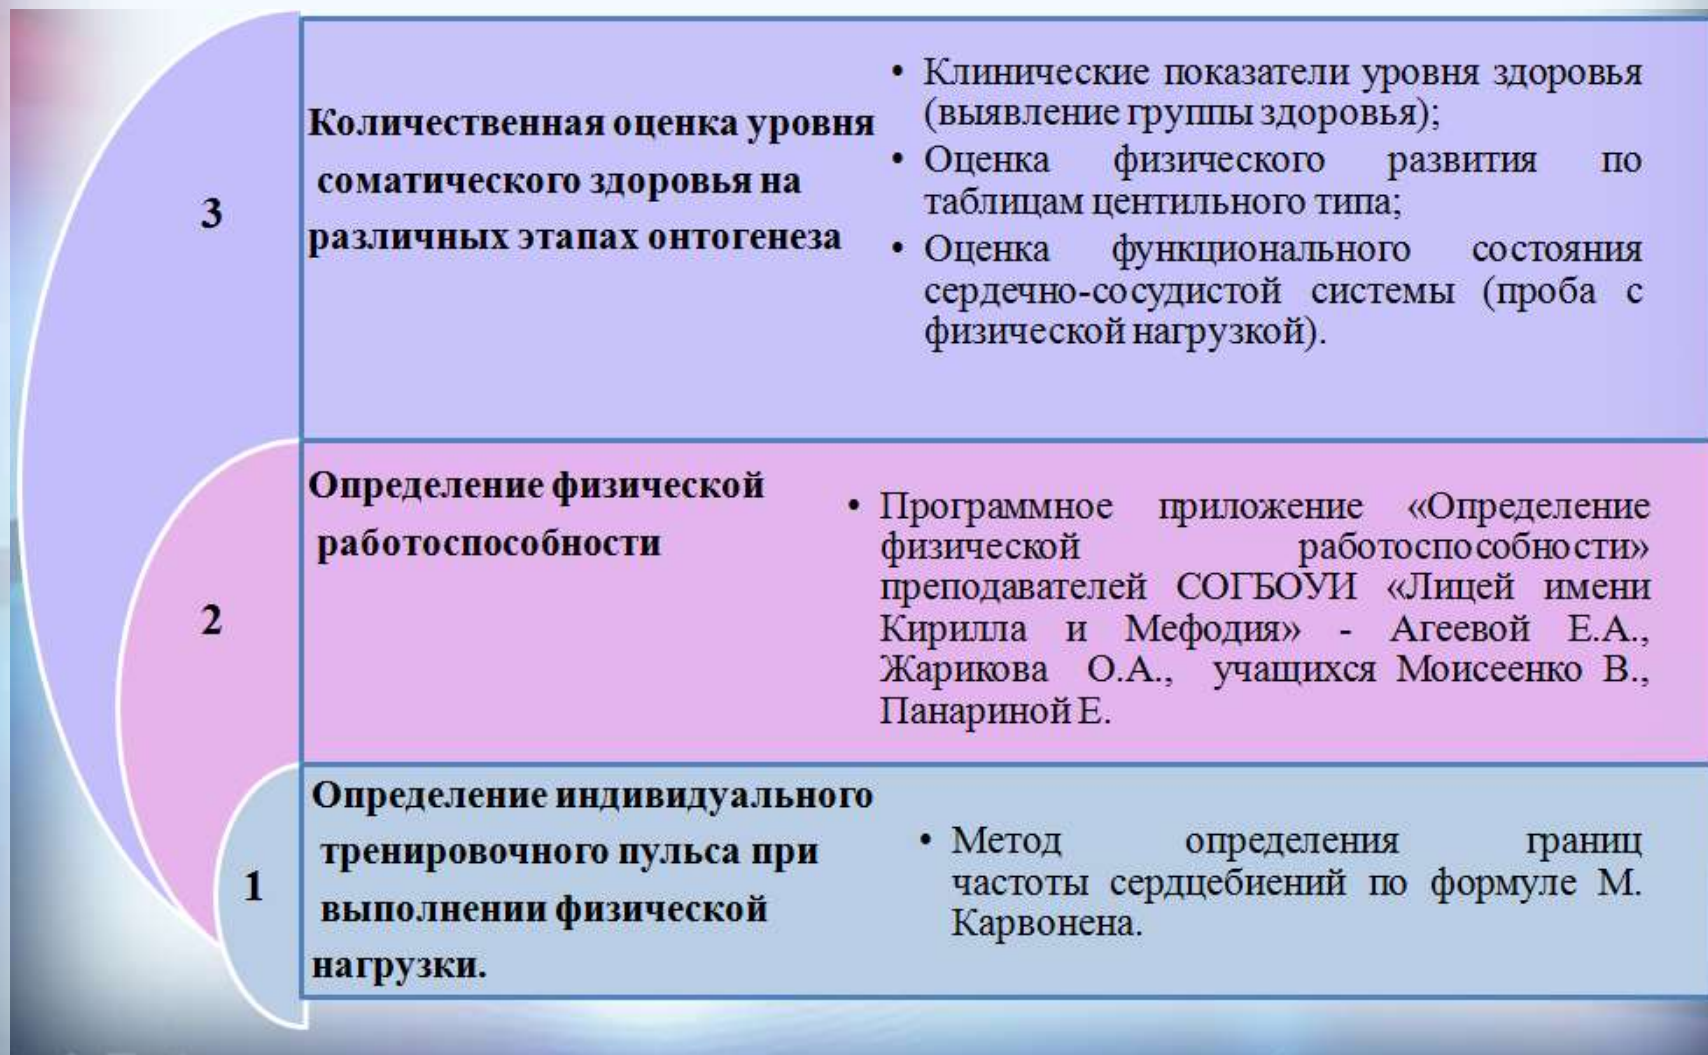 3
Количественная оценка уровня
соматического здоровья на
различных этапах онтогенеза
• Клинические показатели уровня здоровья
(выявление группы здоровья);
• Оценка физического развития по
таблицам центильного типа;
• Оценка функционального состояния
сердечно-сосудистой системы (проба с
физической нагрузкой).
2
Определение физической
работоспособности
• Программное приложение «Определение
физической работоспособности»
преподавателей СОГБОУИ «Лицей имени
Кирилла и Мефодия» - Агеевой Е.А.,
Жарикова О.А., учащихся Моисеенко В.,
Панариной Е.
1
Определение индивидуального
тренировочного пульса при
выполнении физической
нагрузки.
• Метод определения границ
частоты сердцебиений по формуле М.
Карвонена.